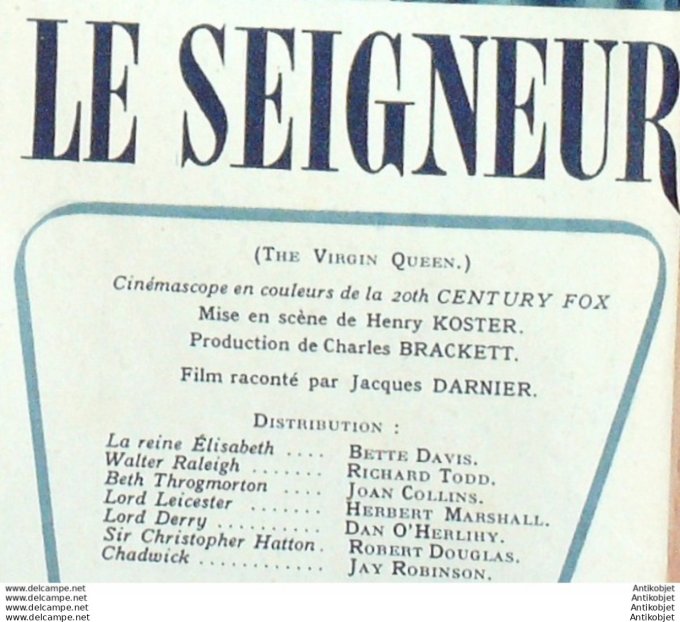 LE SEIGNEUR
(THE VIRGIN QUEEN.)
Cinémascope en couleurs de la 20th CENTURY FOX
Mise en scène de Henry KOSTER.
Production de Charles BRACKETT.
Film raconté par Jacques DARNIER.
DISTRIBUTION :
La reine Élisabeth .... BETTE DAVIS.
Walter Raleigh ....... RICHARD TODD.
Beth Throgmorton .... JOAN COLLINS.
Lord Leicester ....... HERBERT MARSHALL.
Lord Derry .......... DAN O'HERLIHY.
Sir Christopher Hatton . ROBERT DOUGLAS.
Chadwick ............ JAY ROBINSON.
www.delcampe.net
www.delcampe.net
www.delcampe.net
www.delcampe.net
Antikobjet
Antikobjet
Antikobjet
Antikobjet